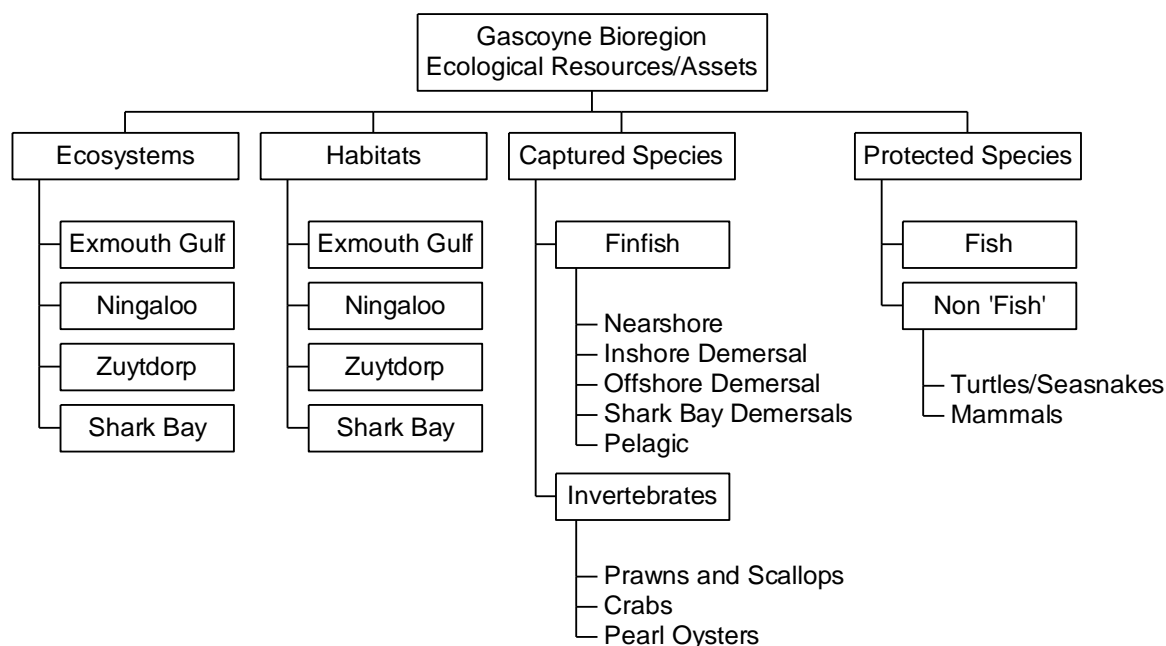 Gascoyne Bioregion
Ecological Resources/Assets
Ecosystems
Exmouth Gulf
Ningaloo
Zuytdorp
Shark Bay
Habitats
Exmouth Gulf
Ningaloo
Zuytdorp
Shark Bay
Captured Species
Finfish
Nearshore
Inshore Demersal
Offshore Demersal
Shark Bay Demersals
Pelagic
Invertebrates
Prawns and Scallops
Crabs
Pearl Oysters
Protected Species
Fish
Non 'Fish'
Turtles/Seasnakes
Mammals